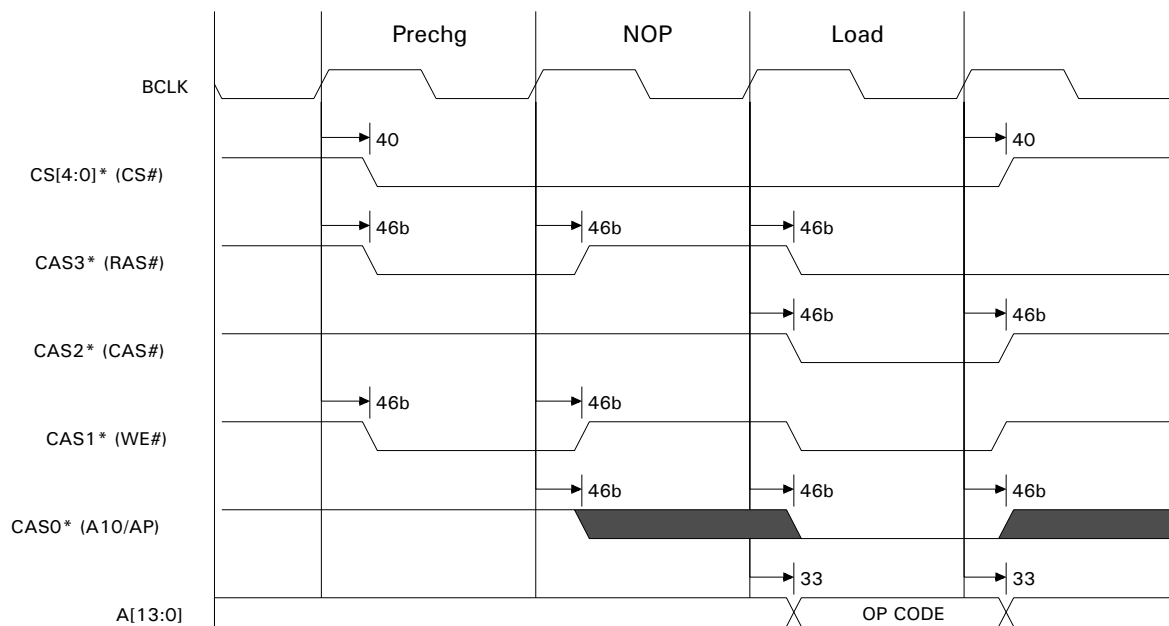 Prechg NOP Load
BCLK
40 40
CS[4:0]* (CS#)
46b 46b 46b
CAS3* (RAS#)
46b 46b
CAS2* (CAS#)
46b 46b
CAS1* (WE#)
46b 46b 46b
CAS0* (A10/AP)
33 33
A[13:0] OP CODE